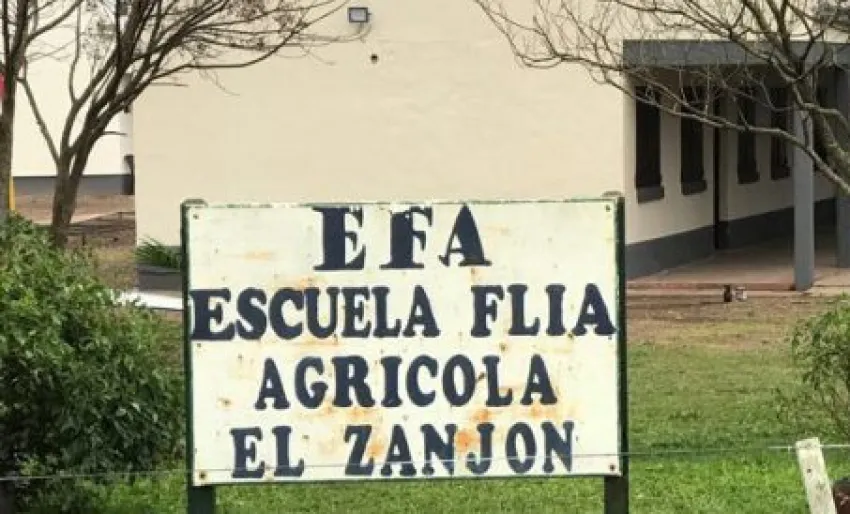 EFA
ESCUELA FLIA
AGRICOLA
EL ZANJON